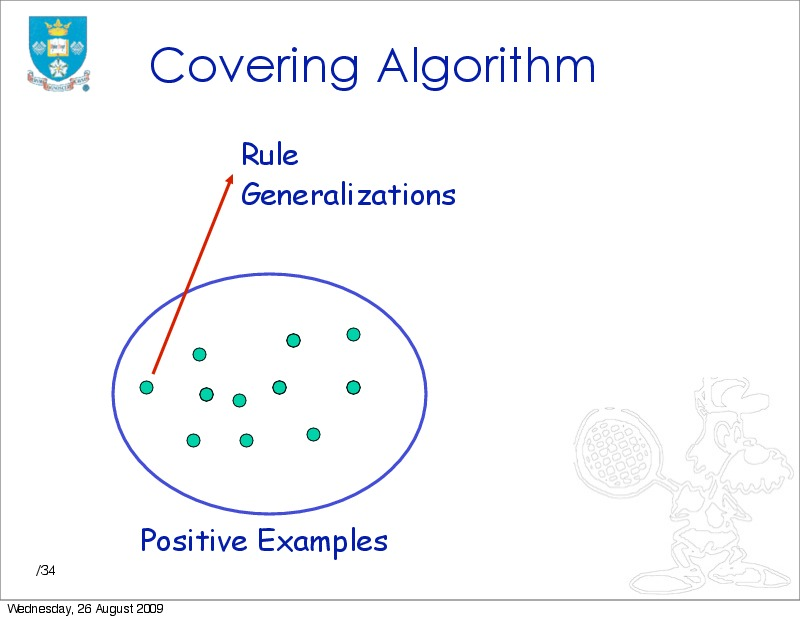 Covering Algorithm
Rule
Generalizations
Positive Examples
/34
Wednesday, 26 August 2009